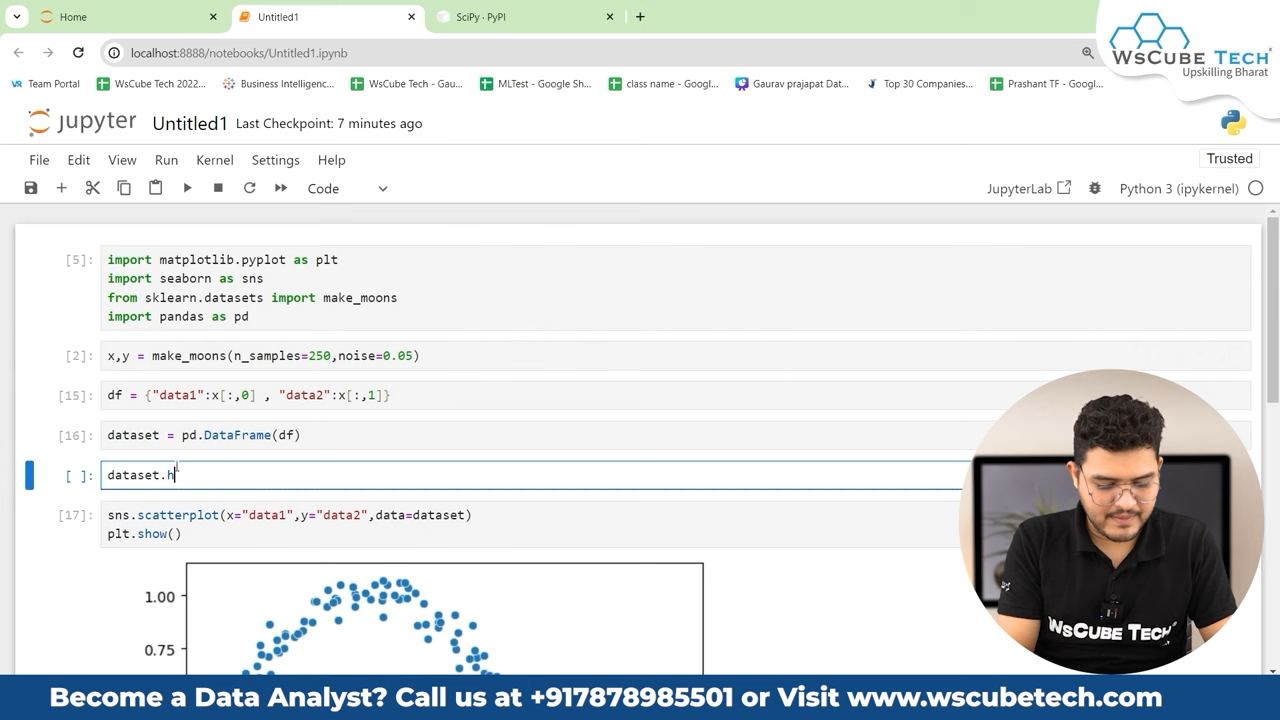 Home
Untitled1
SciPy · PyPI
localhost:8888/notebooks/Untitled1.ipynb
WsCube Tech
Upskilling Bharat
VR Team Portal
WsCube Tech 2022...
Business Intelligenc...
WsCube Tech - Gau...
MLTest - Google Sh...
class name - Googl...
Gaurav prajapat Dat...
Top 30 Companies...
Prashant TF - Googl...
jupyter Untitled1 Last Checkpoint: 7 minutes ago
File Edit View Run Kernel Settings Help
Trusted
Code
JupyterLab
Python 3 (ipykernel)
[5]: import matplotlib.pyplot as plt
import seaborn as sns
from sklearn.datasets import make_moons
import pandas as pd
[2]: x,y = make_moons(n_samples=250,noise=0.05)
[15]: df = {"data1":x[:,0] , "data2":x[:,1]}
[16]: dataset = pd.DataFrame(df)
[ ]: dataset.h
[17]: sns.scatterplot(x="data1",y="data2",data=dataset)
plt.show()
1.00
0.75
WsCube Tech
Become a Data Analyst? Call us at +917878985501 or Visit www.wscubetech.com